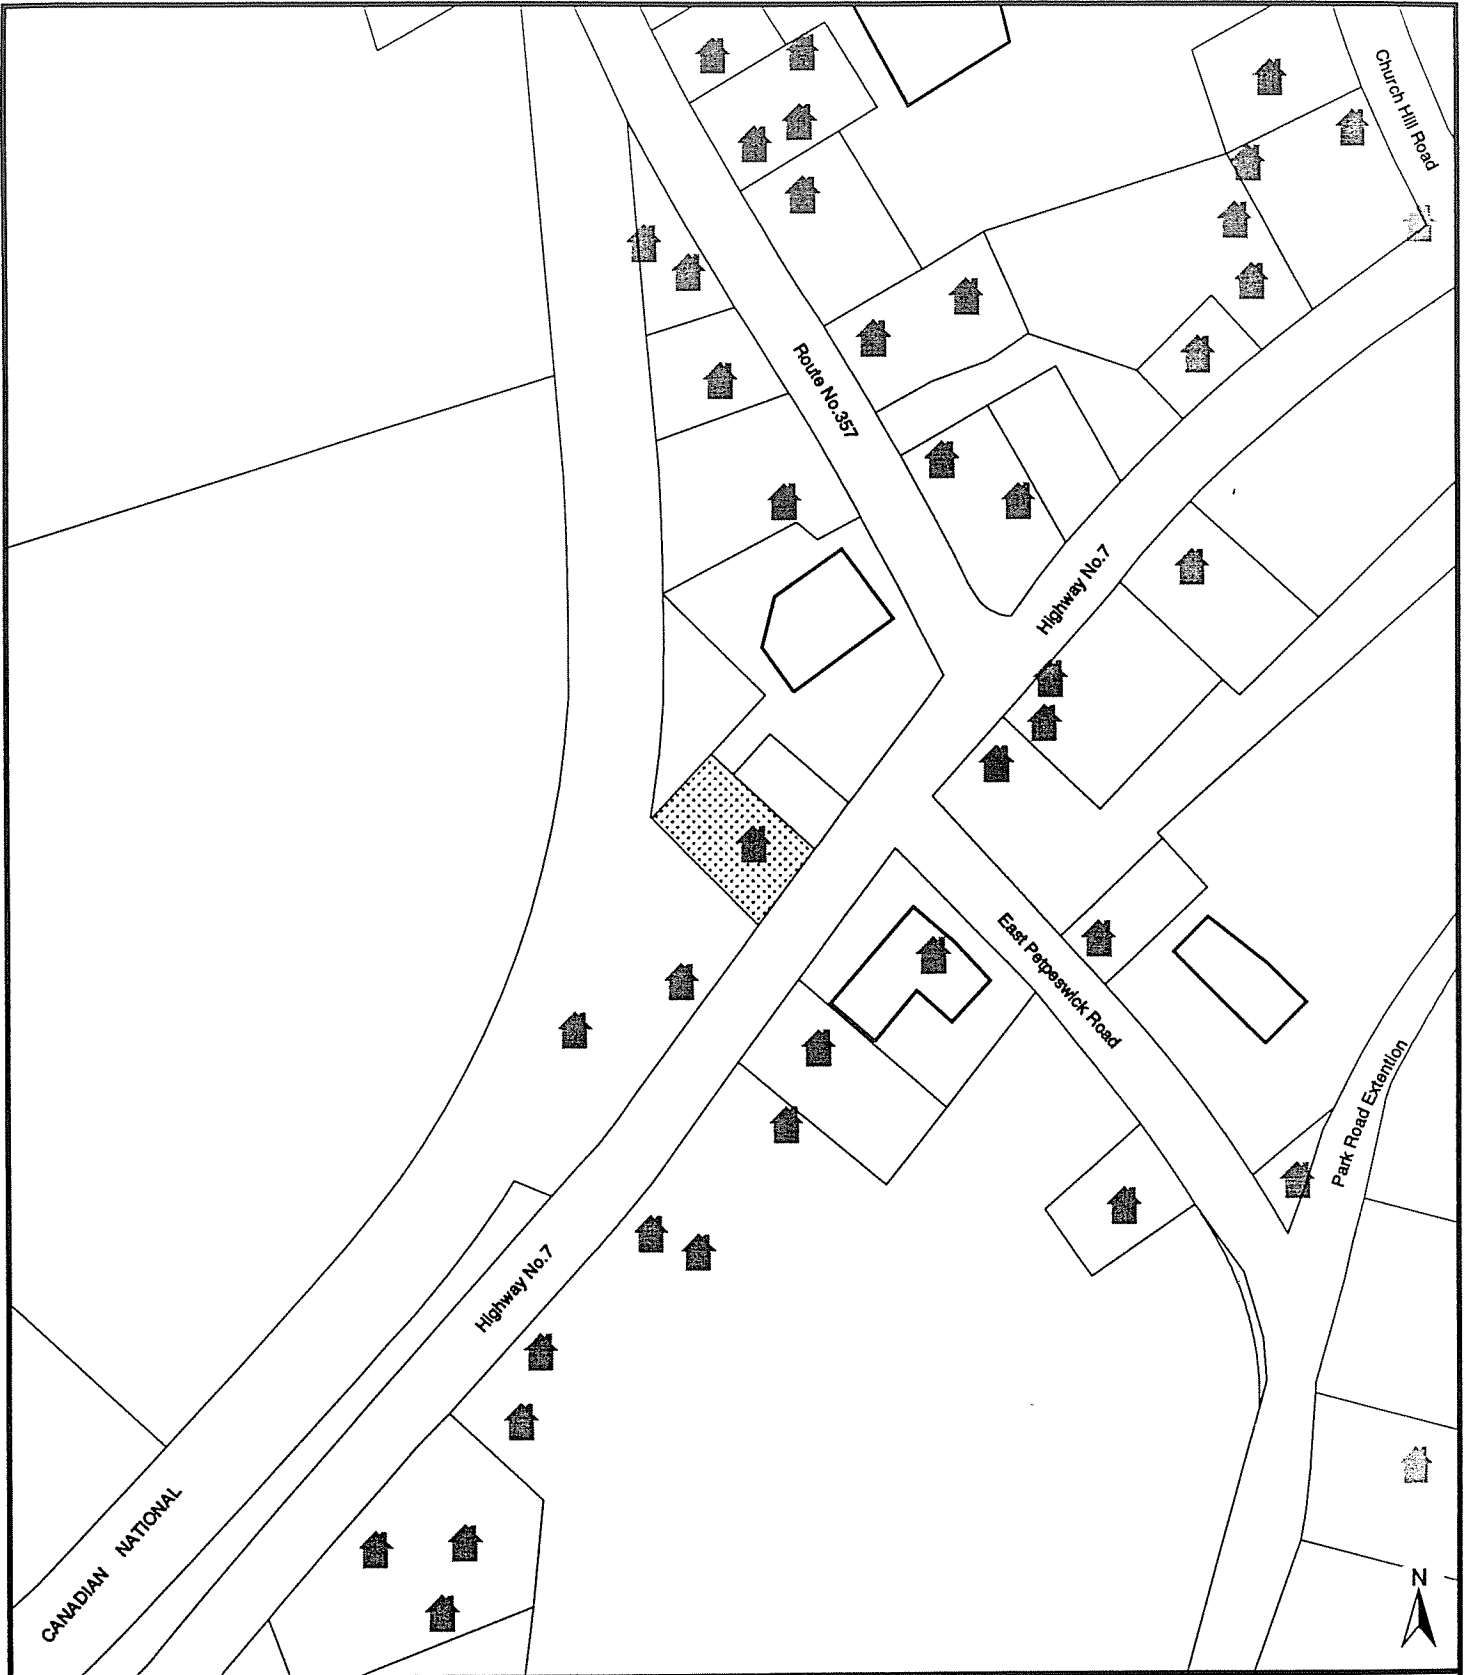 Church Hill Road
Route No.357
Highway No.7
East Petpeswick Road
Park Road Extention
Highway No.7
CANADIAN NATIONAL
N